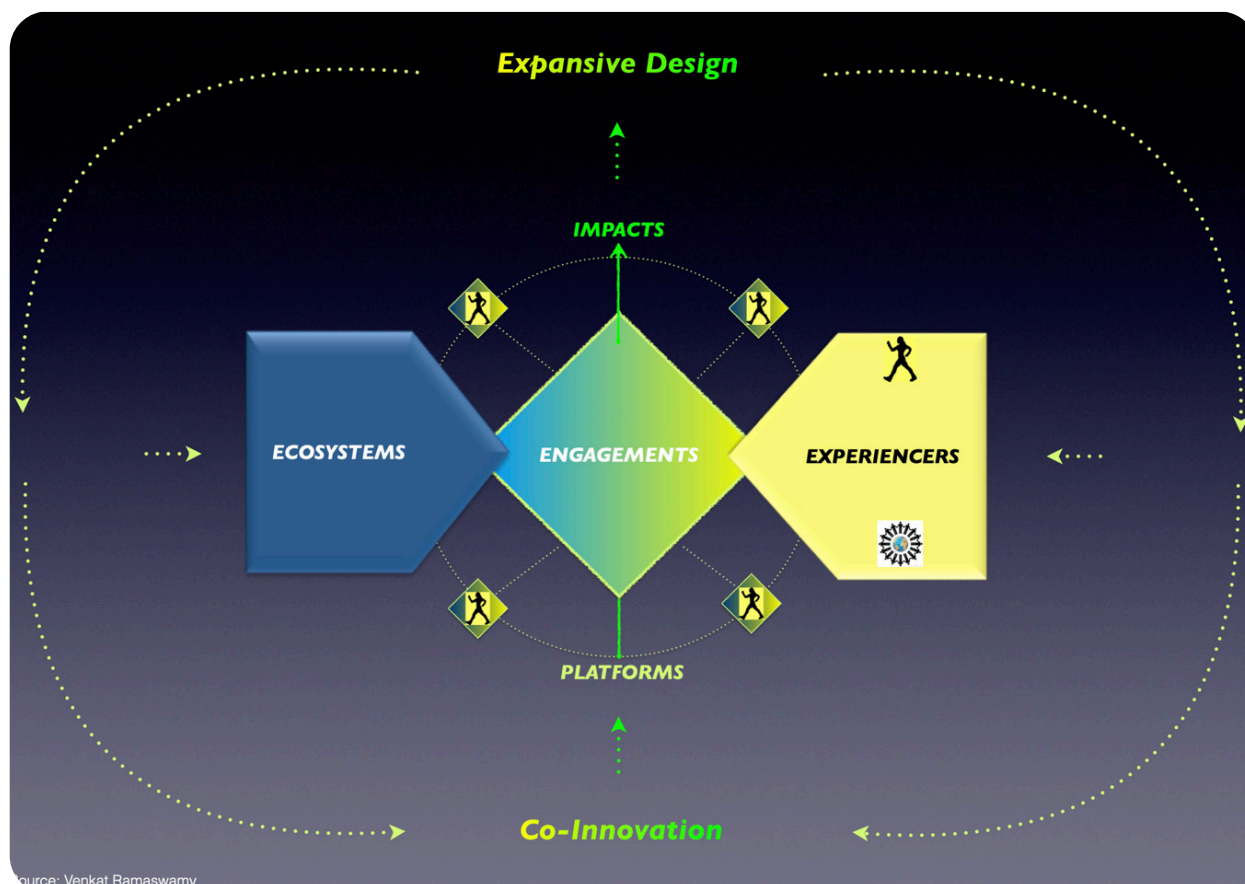 Expansive Design
IMPACTS
ECOSYSTEMS
ENGAGEMENTS
EXPERIENCERS
PLATFORMS
Co-Innovation
ource: Venkat Ramaswamy